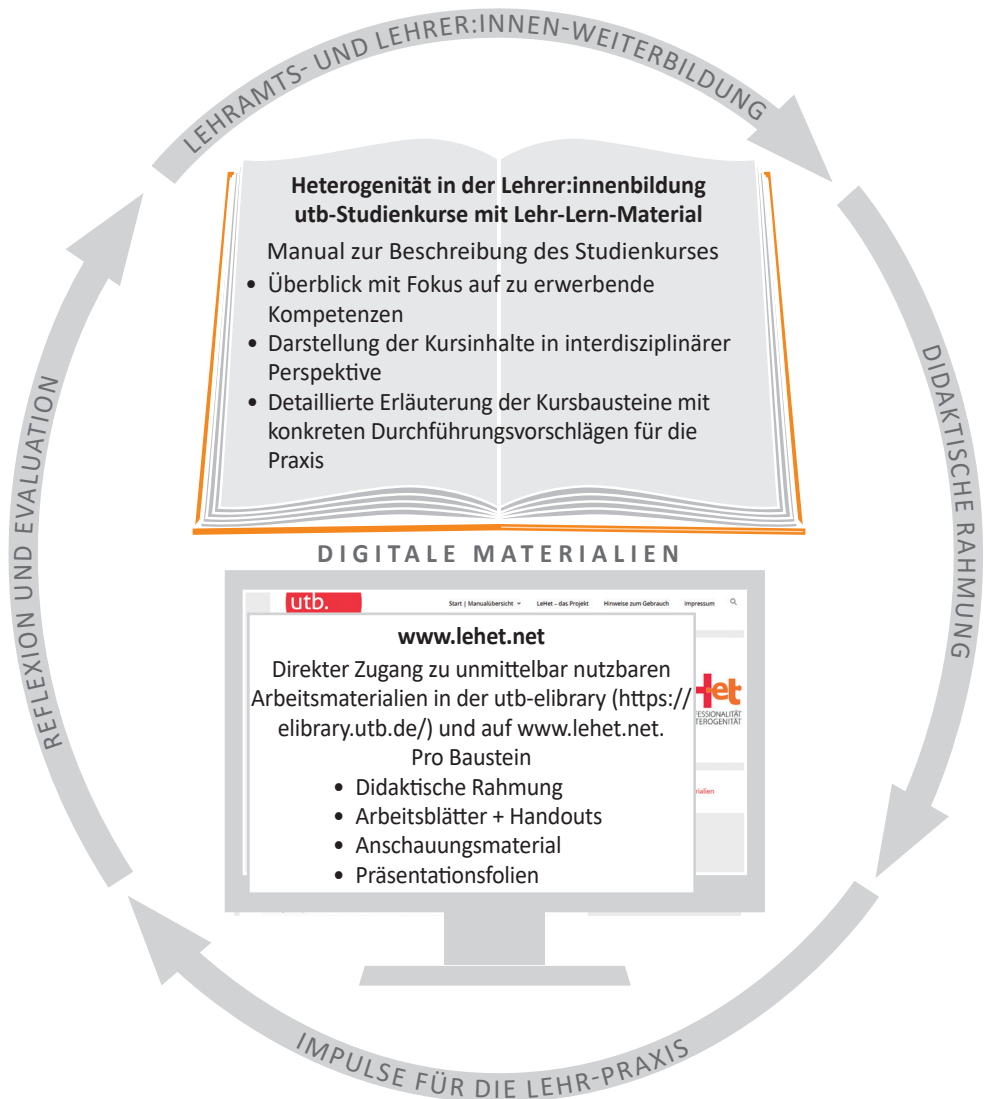 LEHRAMTS- UND LEHRER:INNEN-WEITERBILDUNG
Heterogenität in der Lehrer:innenbildung
utb-Studienkurse mit Lehr-Lern-Material
Manual zur Beschreibung des Studienkurses
• Überblick mit Fokus auf zu erwerbende
Kompetenzen
• Darstellung der Kursinhalte in interdisziplinärer
Perspektive
• Detaillierte Erläuterung der Kursbausteine mit
konkreten Durchführungsvorschlägen für die
Praxis
DIDAKTISCHE RAHMUNG
DIGITALE MATERIALIEN
utb.
Start | Manualübersicht
LeHet – das Projekt
Hinweise zum Gebrauch
Impressum
www.lehet.net
Direkter Zugang zu unmittelbar nutzbaren
Arbeitsmaterialien in der utb-elibrary (https://
elibrary.utb.de/) und auf www.lehet.net.
Pro Baustein
• Didaktische Rahmung
• Arbeitsblätter + Handouts
• Anschauungsmaterial
• Präsentationsfolien
Het
FESSIONALITÄT
TEROGENITÄT
rialien
IMPULSE FÜR DIE LEHR-PRAXIS
REFLEXION UND EVALUATION